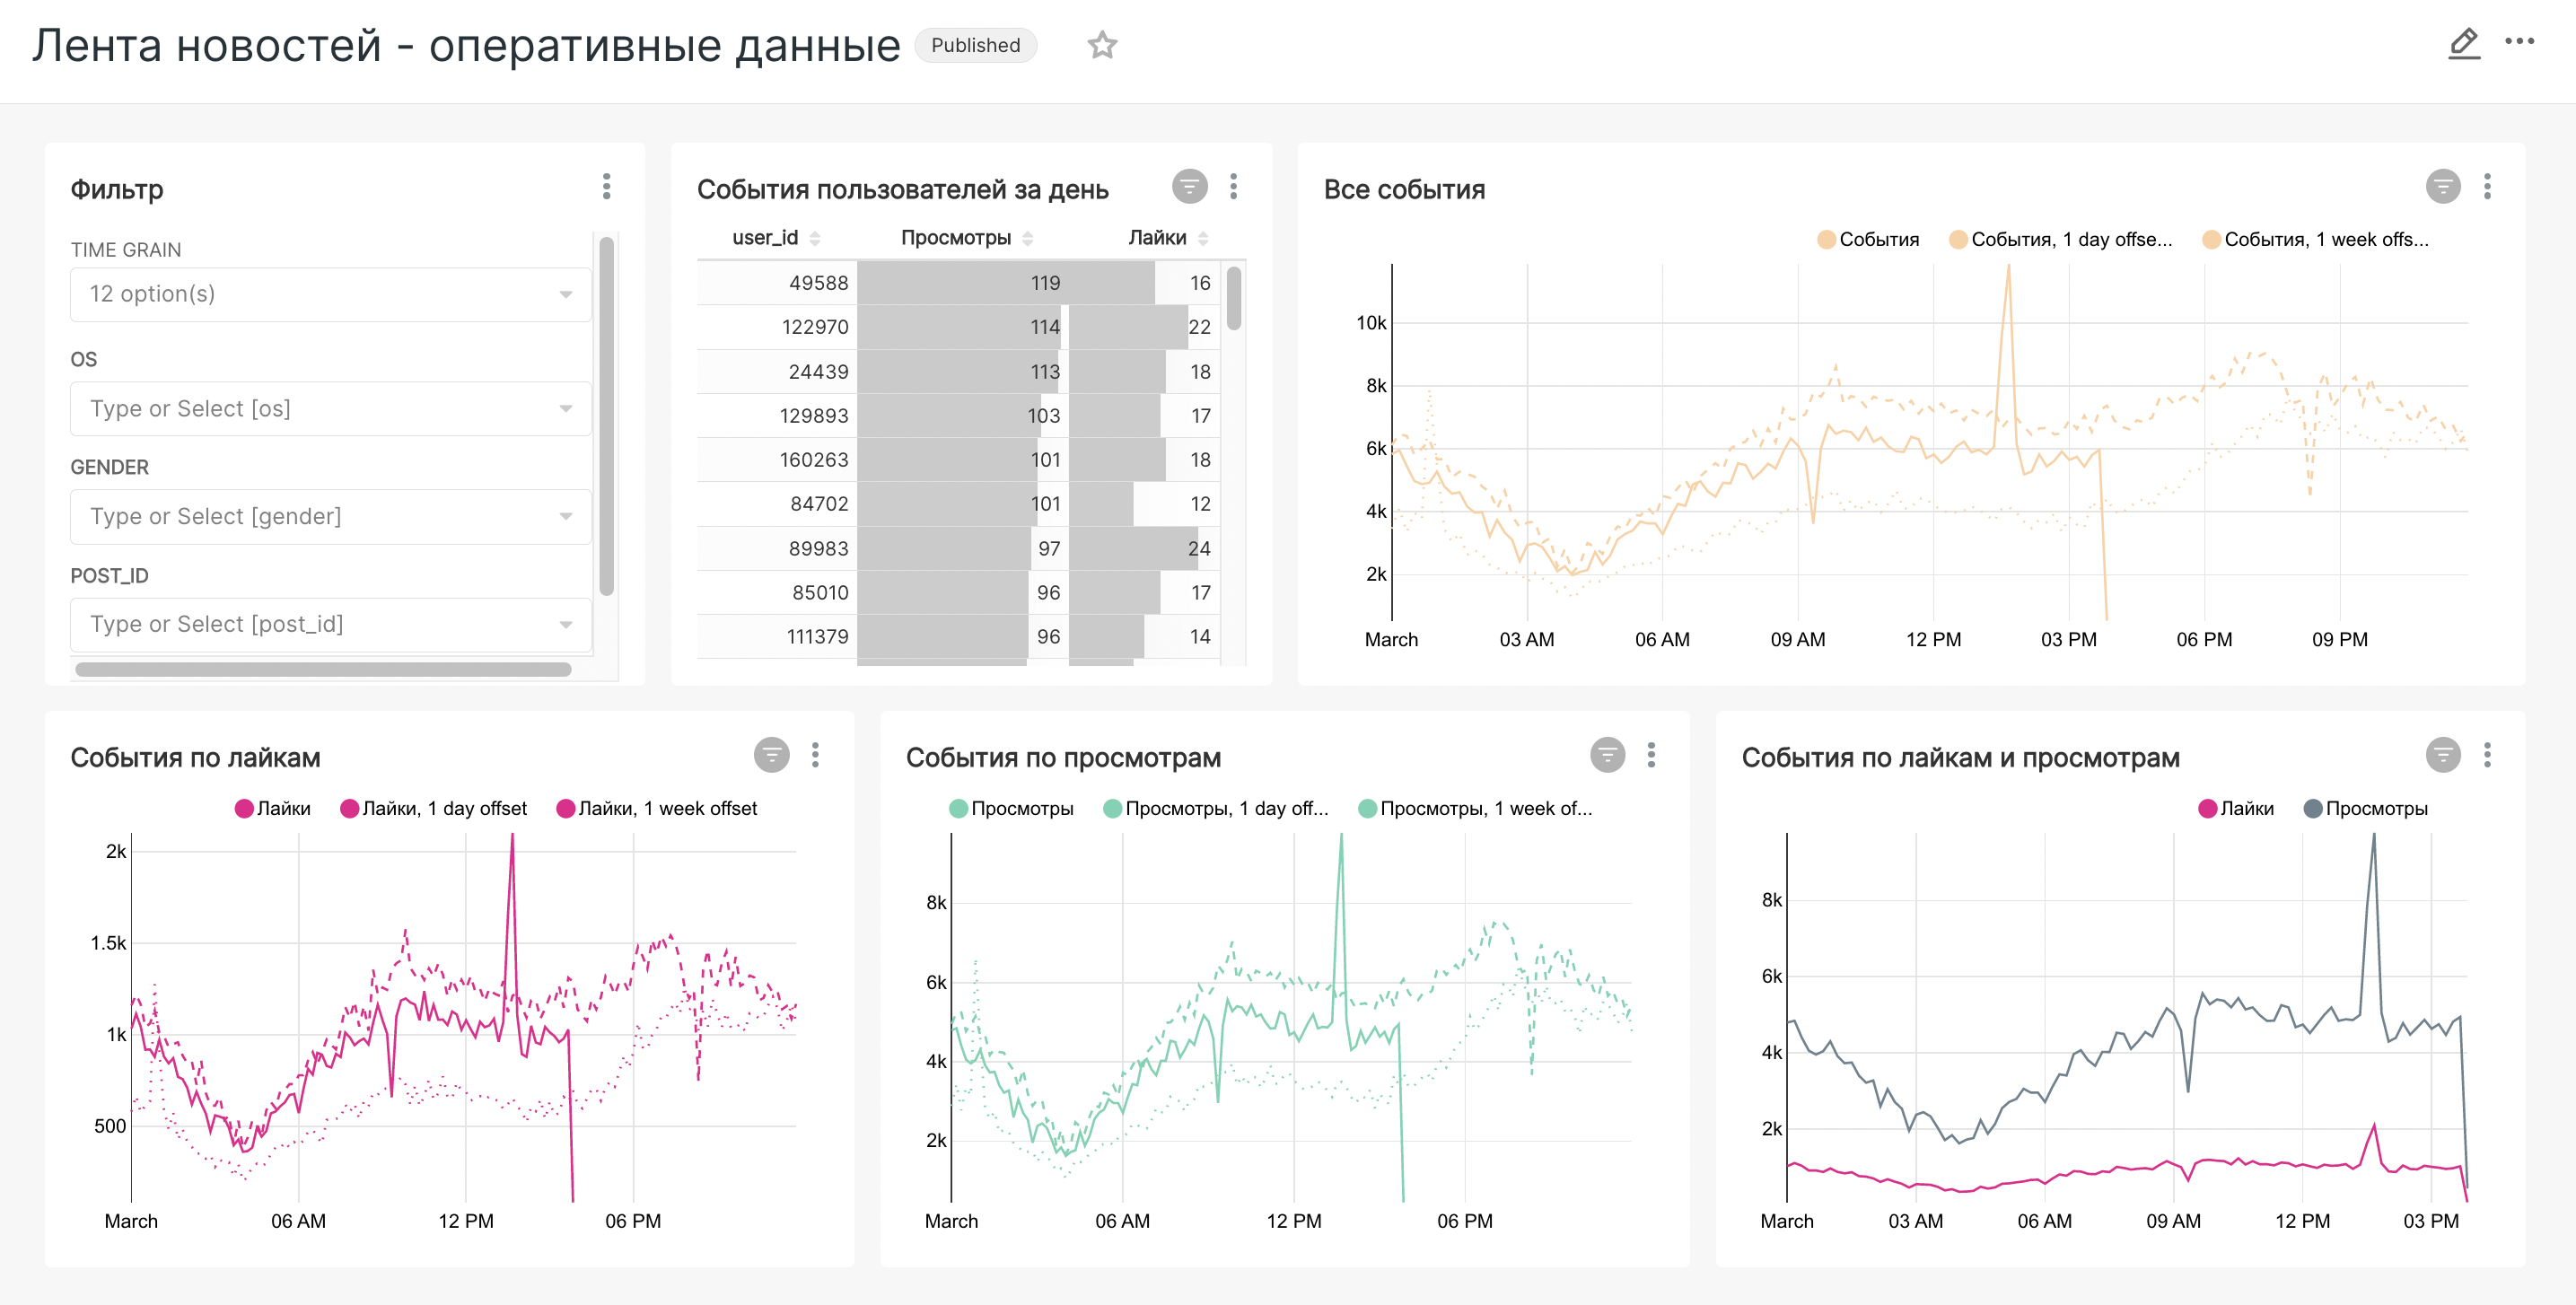 Лента новостей - оперативные данные Published
Фильтр
TIME GRAIN
12 option(s)
OS
Type or Select [os]
GENDER
Type or Select [gender]
POST_ID
Type or Select [post_id]
События пользователей за день
user_id Просмотры Лайки
49588 119 16
122970 114 22
24439 113 18
129893 103 17
160263 101 18
84702 101 12
89983 97 24
85010 96 17
111379 96 14
Все события
События События, 1 day offse... События, 1 week offs...
10k
8k
6k
4k
2k
March 03 AM 06 AM 09 AM 12 PM 03 PM 06 PM 09 PM
События по лайкам
Лайки Лайки, 1 day offset Лайки, 1 week offset
2k
1.5k
1k
500
March 06 AM 12 PM 06 PM
События по просмотрам
Просмотры Просмотры, 1 day off... Просмотры, 1 week of...
8k
6k
4k
2k
March 06 AM 12 PM 06 PM
События по лайкам и просмотрам
Лайки Просмотры
8k
6k
4k
2k
March 03 AM 06 AM 09 AM 12 PM 03 PM